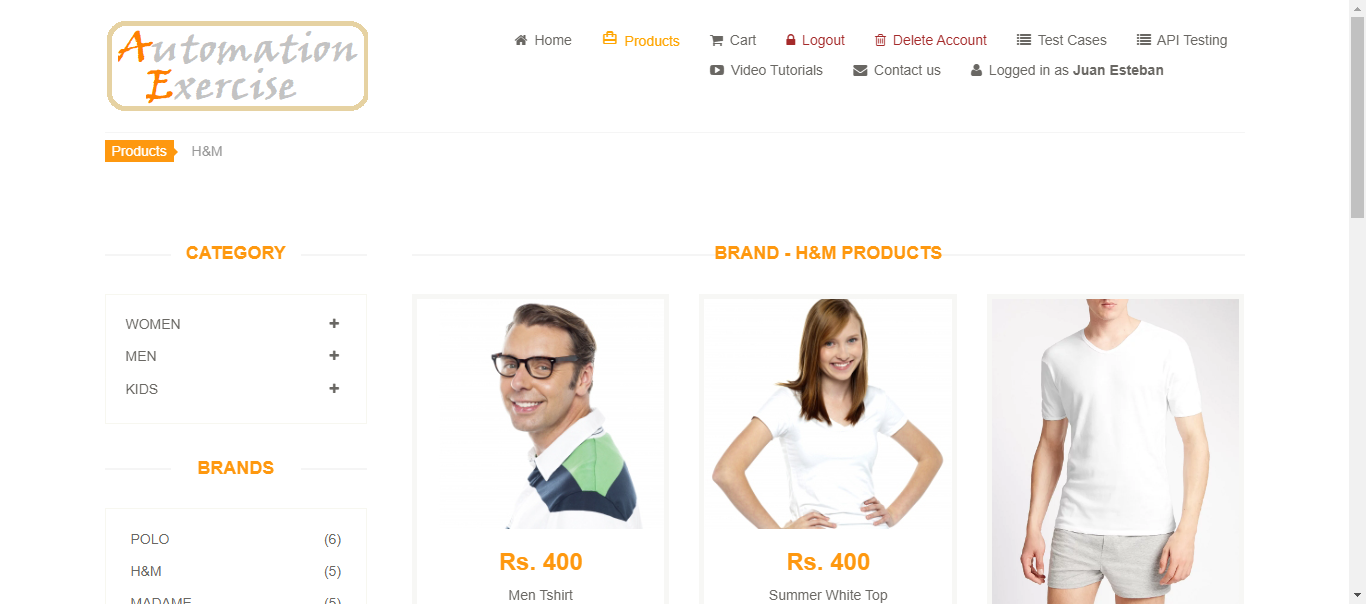 Automation
Exercise
Home Products Cart Logout Delete Account Test Cases API Testing
Video Tutorials Contact us Logged in as Juan Esteban
Products H&M
CATEGORY
WOMEN
MEN
KIDS
BRANDS
POLO (6)
H&M (5)
MADAME (5)
BRAND - H&M PRODUCTS
Rs. 400
Men Tshirt
Rs. 400
Summer White Top